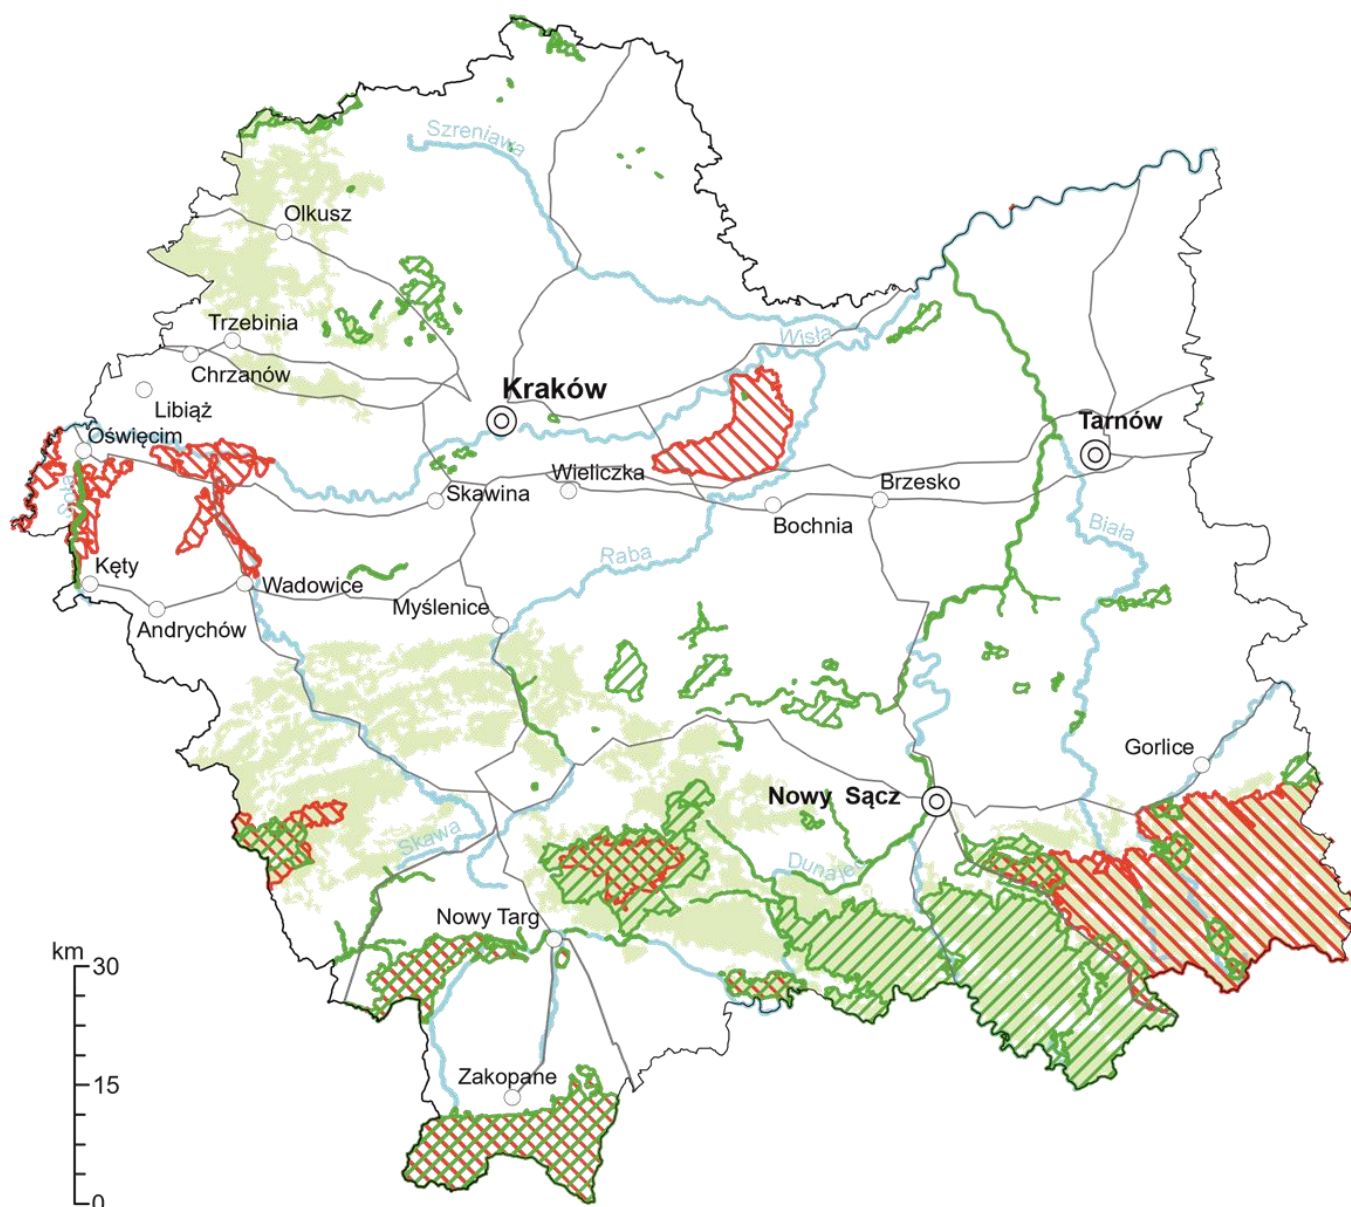 Szreniawa
Olkusz
Trzebinia
Wisła
Chrzanów
Kraków
Libiąż
Tarnów
Oświęcim
Wieliczka
Brzesko
Soła
Skawina
Bochnia
Biała
Raba
Kęty
Wadowice
Myślenice
Andrychów
Gorlice
Nowy Sącz
Skawa
Dunajec
Nowy Targ
km
30
Zakopane
15
0